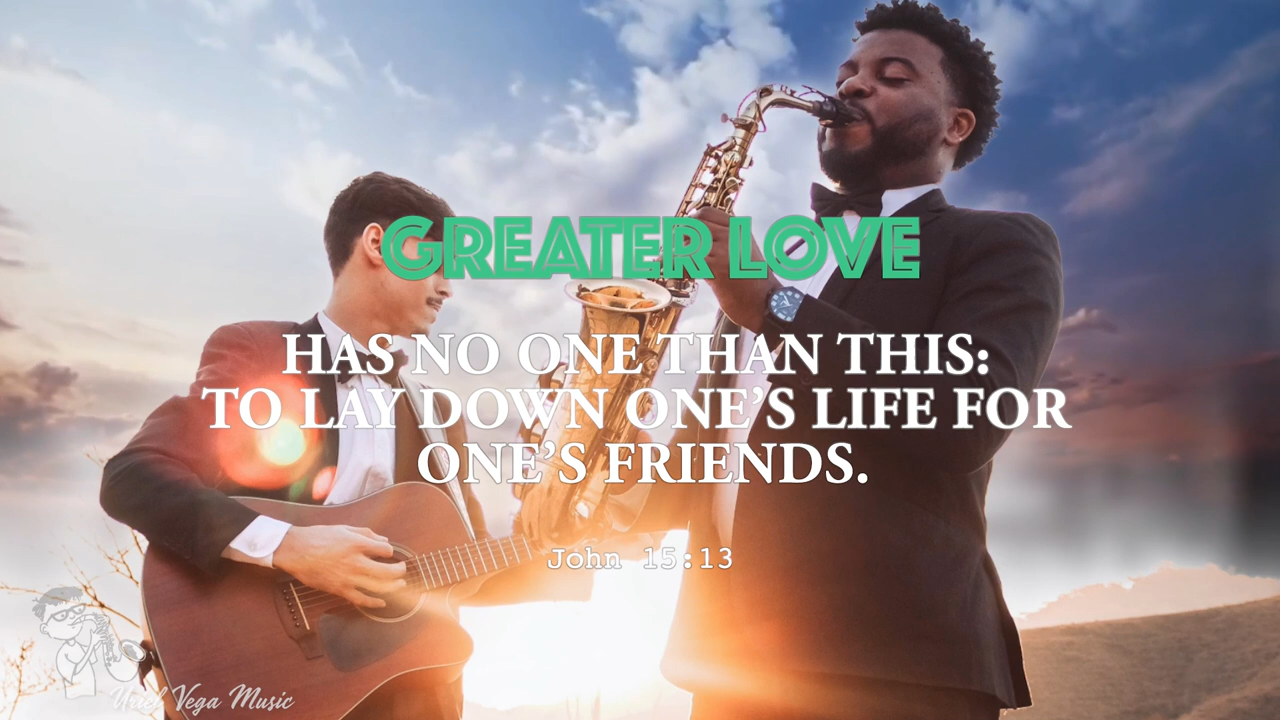 GREATER LOVE
HAS NO ONE THAN THIS:
TO LAY DOWN ONE’S LIFE FOR
ONE’S FRIENDS.
John 15:13
Uriel Vega Music